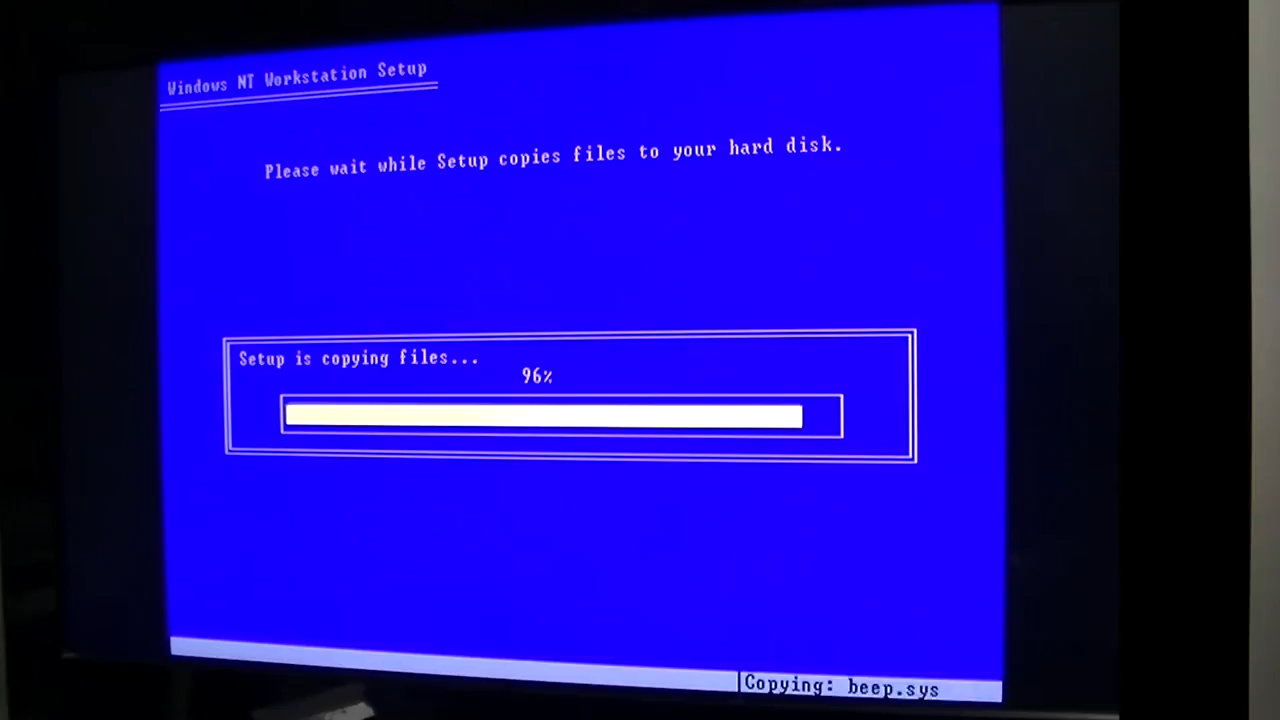 Windows NT Workstation Setup
Please wait while Setup copies files to your hard disk.
Setup is copying files...
96%
Copying: beep.sys